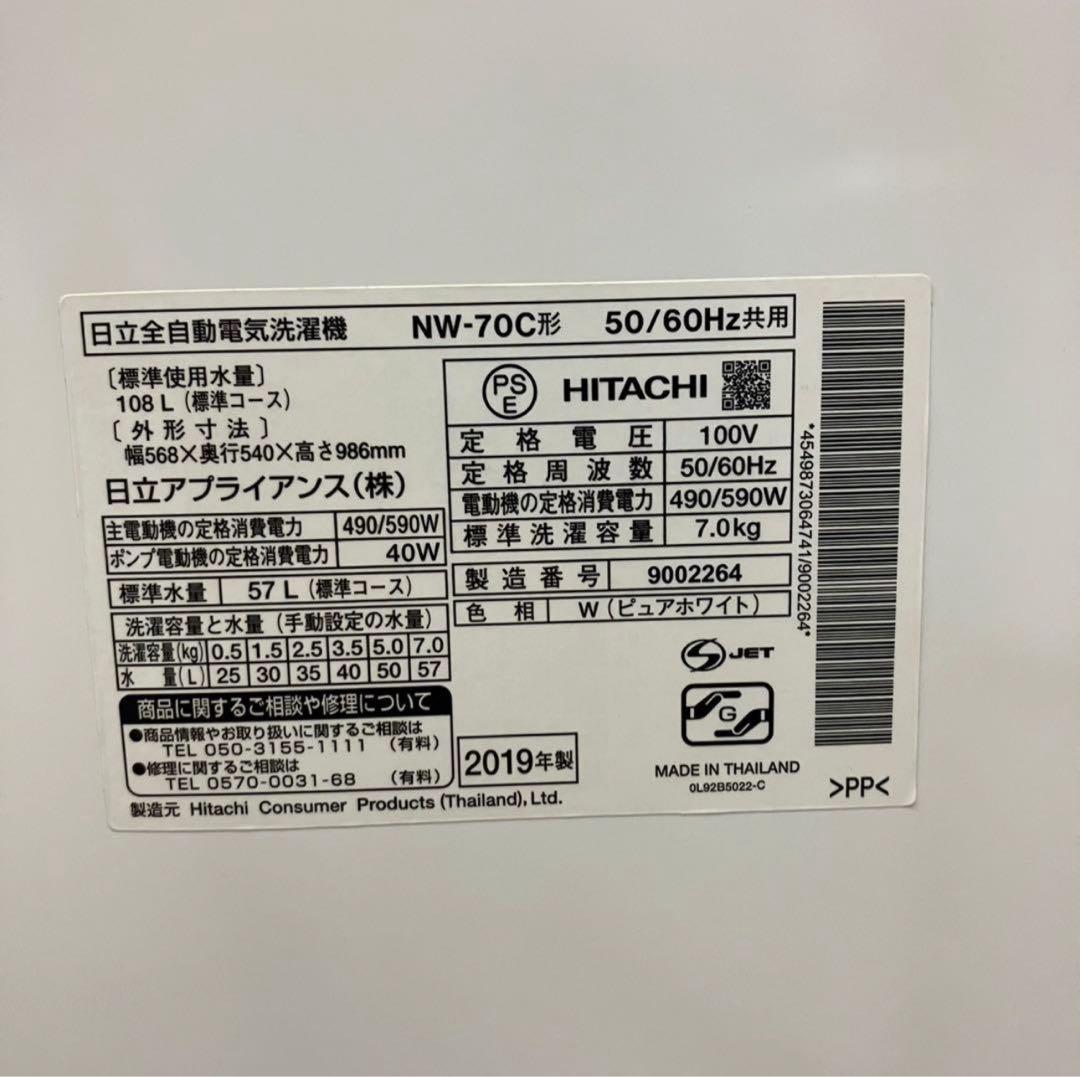 日立全自動電気洗濯機 NW-70C形 50/60Hz共用
〔標準使用水量〕
108 L (標準コース)
〔外形寸法〕
幅568×奥行540×高さ986mm
日立アプライアンス(株)
主電動機の定格消費電力 490/590W
ポンプ電動機の定格消費電力 40W
標準水量 57 L (標準コース)
洗濯容量と水量 (手動設定の水量)
洗濯容量(kg) 0.5 1.5 2.5 3.5 5.0 7.0
水量(L) 25 30 35 40 50 57
商品に関するご相談や修理について
●商品情報やお取り扱いに関するご相談は
TEL 050-3155-1111 (有料)
●修理に関するご相談は
TEL 0570-0031-68 (有料)
製造元 Hitachi Consumer Products (Thailand), Ltd.
PS
E
HITACHI
定格電圧 100V
定格周波数 50/60Hz
電動機の定格消費電力 490/590W
標準洗濯容量 7.0kg
製造番号 9002264
色相 W (ピュアホワイト)
S JET
G
2019年製
MADE IN THAILAND
0L92B5022-C
*4549873064741/9002264*
>PP<